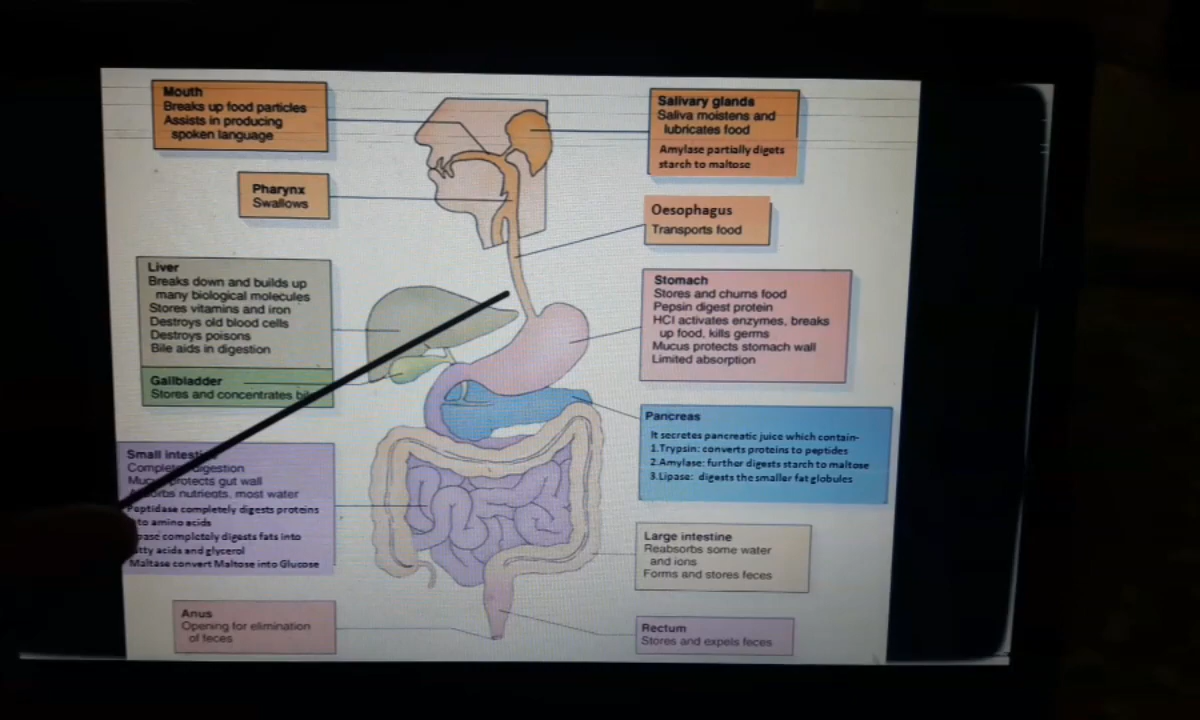 Mouth
Breaks up food particles
Assists in producing
spoken language
Salivary glands
Saliva moistens and
lubricates food
Amylase partially digets
starch to maltose
Pharynx
Swallows
Oesophagus
Transports food
Liver
Breaks down and builds up
many biological molecules
Stores vitamins and iron
Destroys old blood cells
Destroys poisons
Bile aids in digestion
Gallbladder
Stores and concentrates
Stomach
Stores and churns food
Pepsin digest protein
HCl activates enzymes, breaks
up food, kills germs
Mucus protects stomach wall
Limited absorption
Pancreas
It secretes pancreatic juice which contain-
1.Trypsin: converts proteins to peptides
2.Amylase: further digests starch to maltose
3.Lipase: digests the smaller fat globules
Small
digestion
protects gut wall
nutrients, most water
Peptidase completely digests proteins
amino acids
completely digests fats into
acids and glycerol
Maltase convert Maltose into Glucose
Large intestine
Reabsorbs some water
and ions
Forms and stores feces
Anus
Opening for elimination
of feces
Rectum
Stores and expels feces